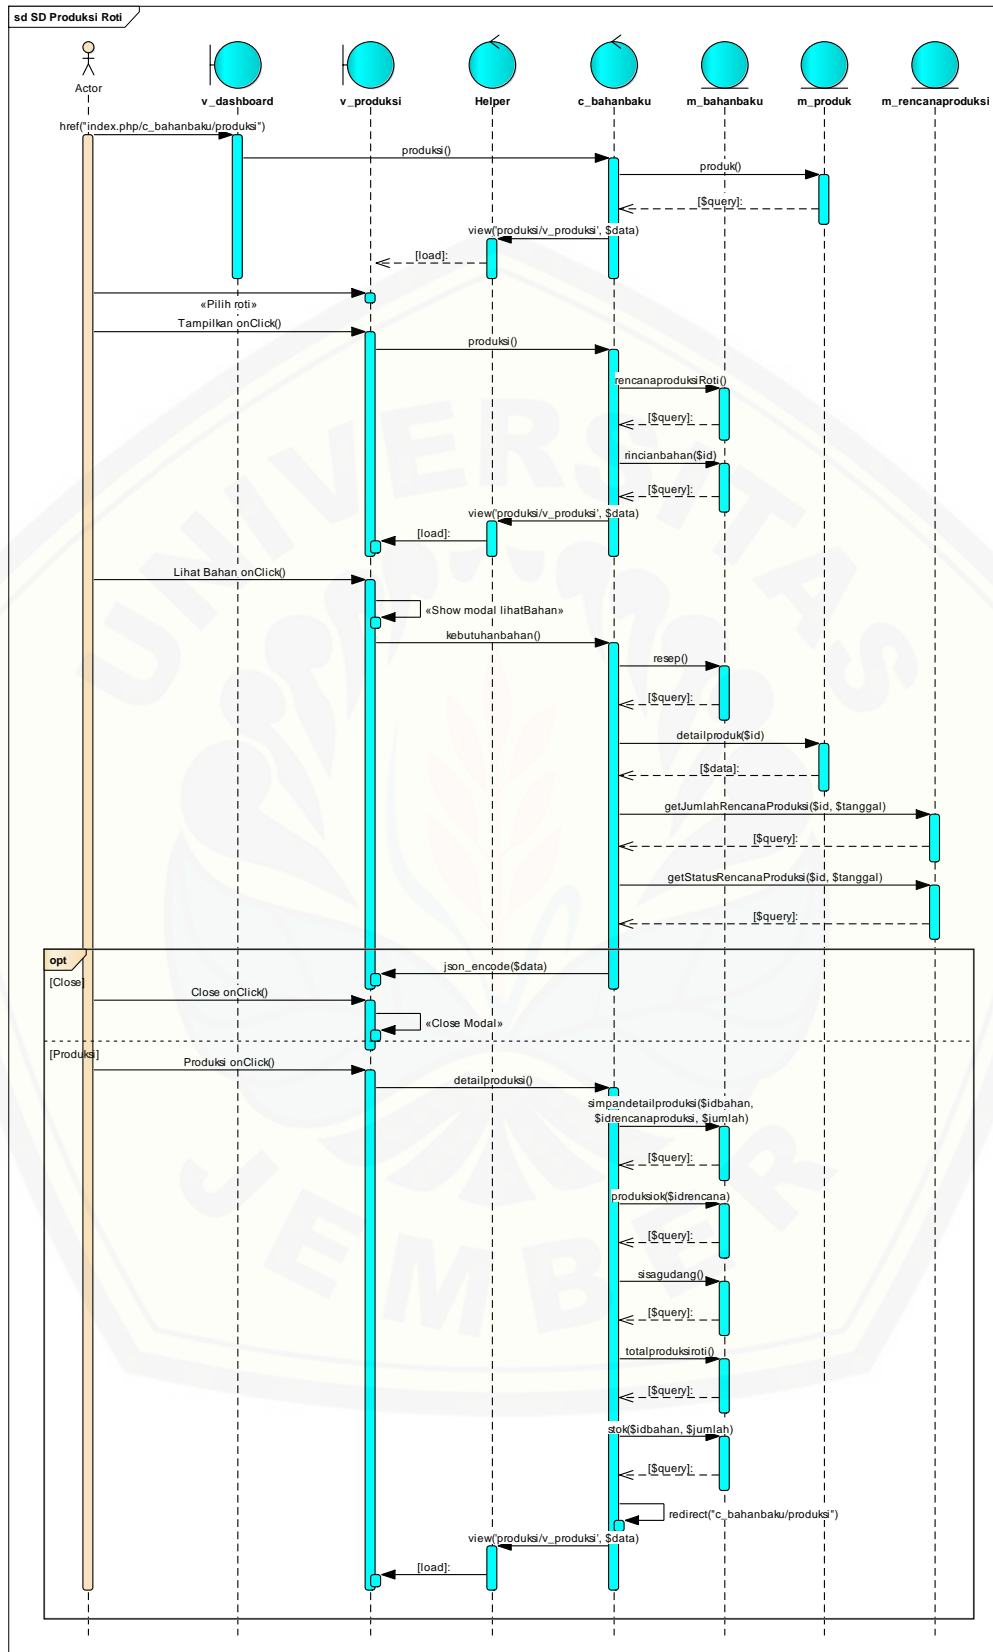 sd SD Produksi Roti
Actor
v_dashboard
v_produksi
Helper
c_bahanbaku
m_bahanbaku
m_produk
m_rencanaproduksi
href("index.php/c_bahanbaku/produksi")
produksi()
produk()
[$query]:
view('produksi/v_produksi', $data)
[load]:
«Pilih roti»
Tampilkan onClick()
produksi()
rencanaproduksiRoti()
[$query]:
rincianbahan($id)
[$query]:
view('produksi/v_produksi', $data)
[load]:
Lihat Bahan onClick()
«Show modal lihatBahan»
kebutuhanbahan()
resep()
[$query]:
detailproduk($id)
[$data]:
getJumlahRencanaProduksi($id, $tanggal)
[$query]:
getStatusRencanaProduksi($id, $tanggal)
[$query]:
opt
json_encode($data)
[Close]
Close onClick()
«Close Modal»
[Produksi]
Produksi onClick()
detailproduksi()
simpandetailproduksi($idbahan,
$idrencanaproduksi, $jumlah)
[$query]:
produksiok($idrencana)
[$query]:
sisagudang()
[$query]:
totalproduksiroti()
[$query]:
stok($idbahan, $jumlah)
[$query]:
redirect("c_bahanbaku/produksi")
view('produksi/v_produksi', $data)
[load]:
UNIVERSITAS
JEMBER